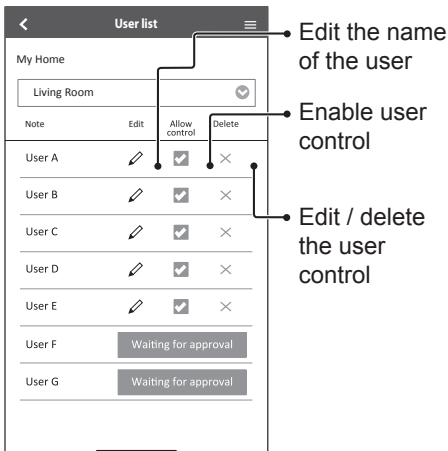 User list
My Home
Living Room
Note Edit Allow control Delete
User A
User B
User C
User D
User E
User F Waiting for approval
User G Waiting for approval
Edit the name
of the user
Enable user
control
Edit / delete
the user
control